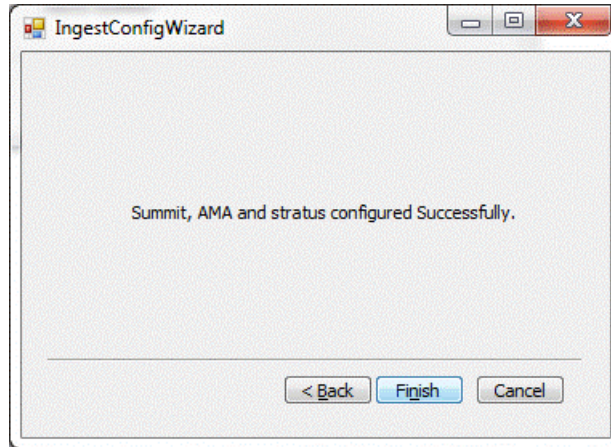 IngestConfigWizard
Summit, AMA and stratus configured Successfully.
< Back Finish Cancel